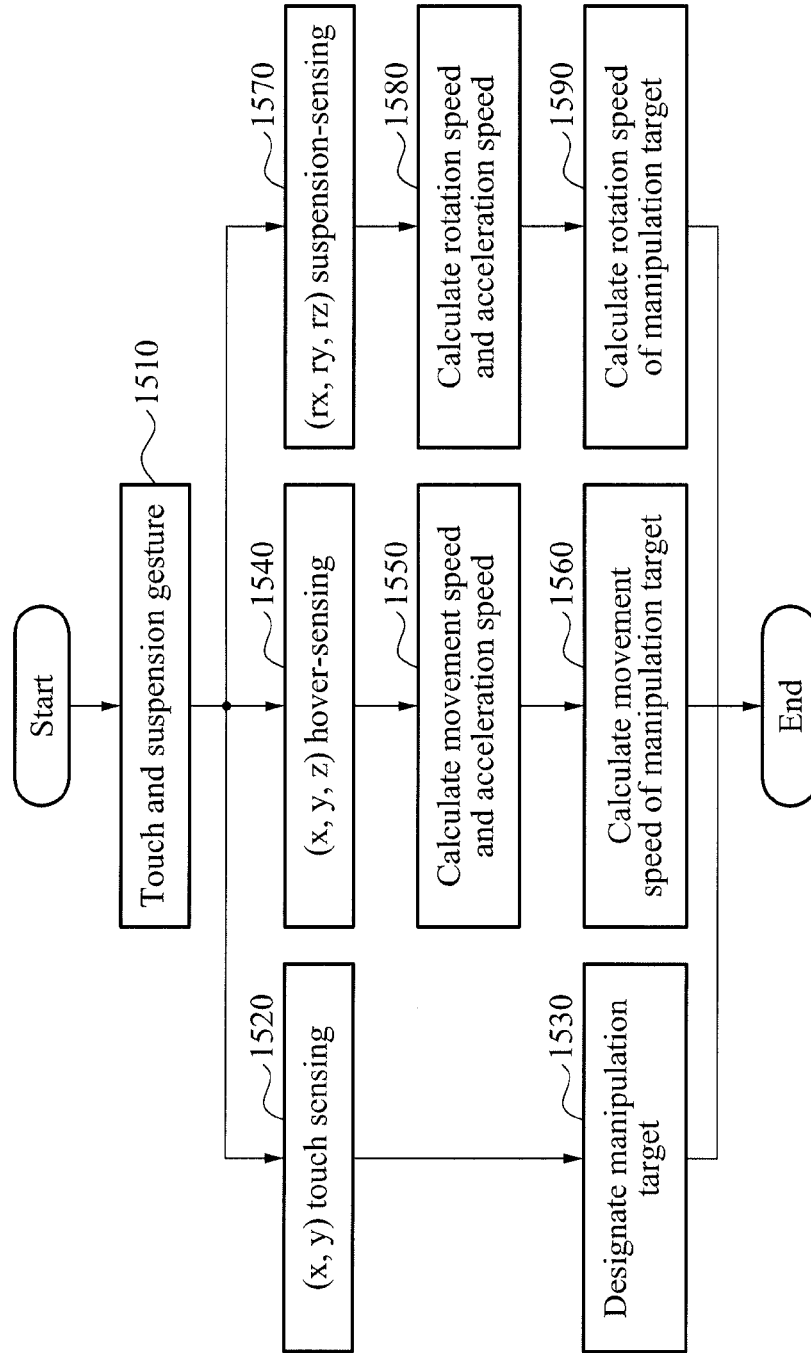 Start
Touch and suspension gesture
1510
(x, y) touch sensing
1520
Designate manipulation
target
1530
(x, y, z) hover-sensing
1540
Calculate movement speed
and acceleration speed
1550
Calculate movement
speed of manipulation target
1560
(rx, ry, rz) suspension-sensing
1570
Calculate rotation speed
and acceleration speed
1580
Calculate rotation speed
of manipulation target
1590
End